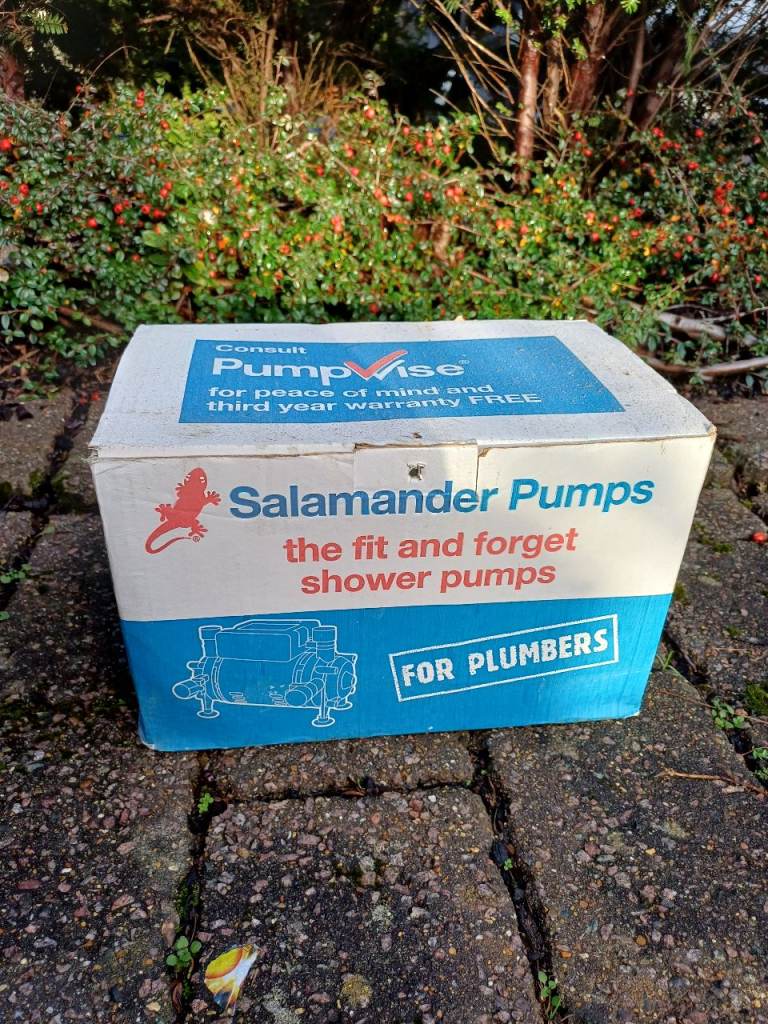 Consult
PumpWise®
for peace of mind and
third year warranty FREE
Salamander Pumps
®
the fit and forget
shower pumps
FOR PLUMBERS